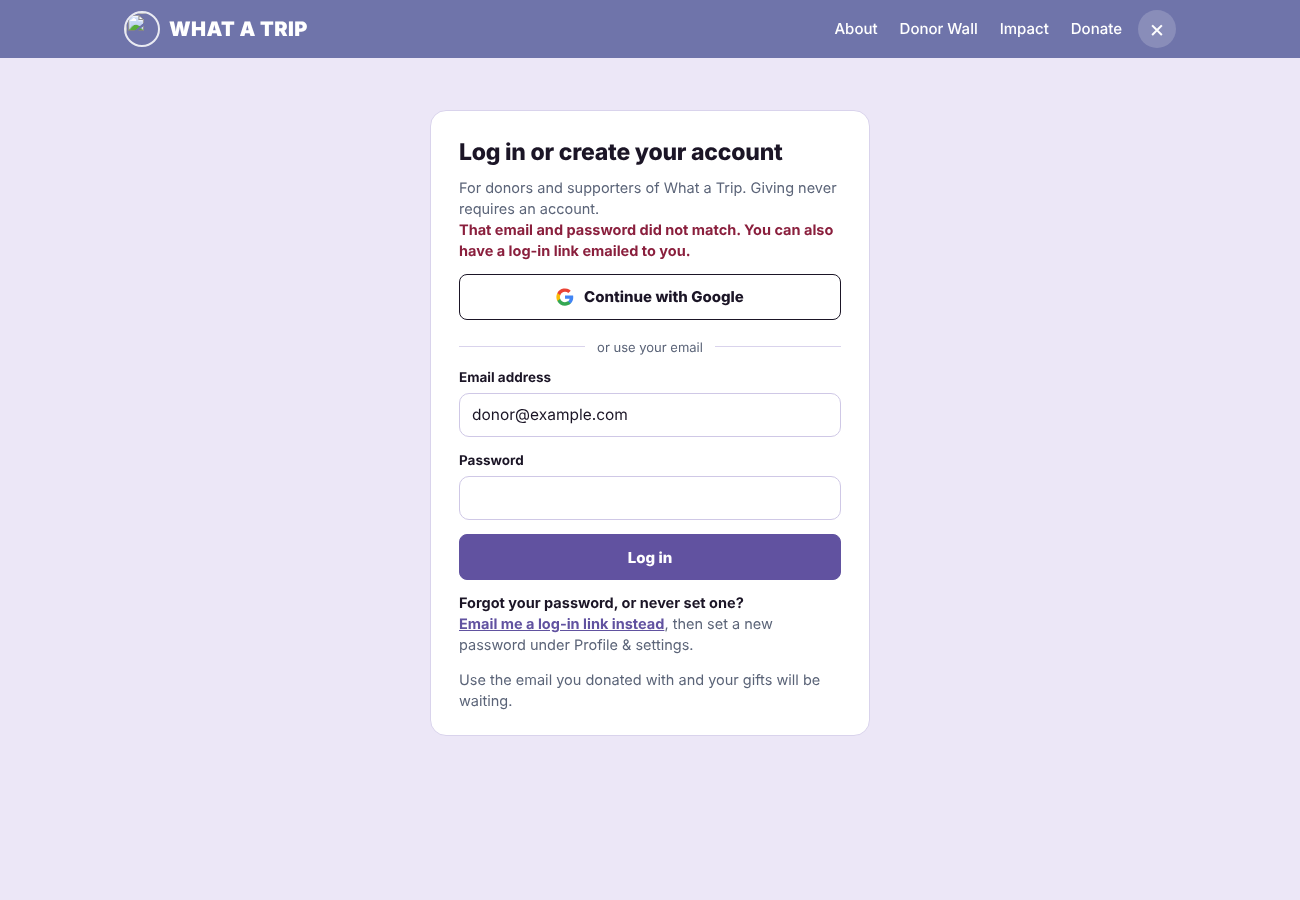 WHAT A TRIP
About Donor Wall Impact Donate
Log in or create your account
For donors and supporters of What a Trip. Giving never
requires an account.
That email and password did not match. You can also
have a log-in link emailed to you.
Continue with Google
or use your email
Email address
donor@example.com
Password
Log in
Forgot your password, or never set one?
Email me a log-in link instead, then set a new
password under Profile & settings.
Use the email you donated with and your gifts will be
waiting.